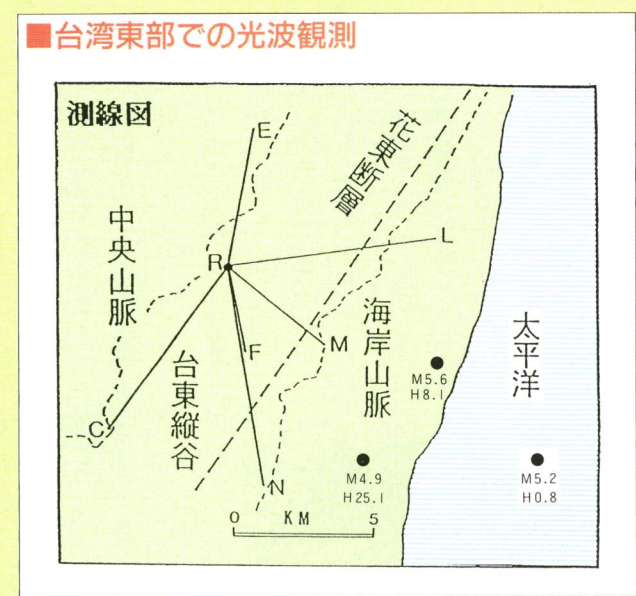 ■台湾東部での光波観測
測線図
E
花東断層
中央山脈
L
R
海岸山脈
太平洋
M
F
台東縦谷
M5.6
H8.1
C
M4.9
H25.1
M5.2
H0.8
N
0 KM 5